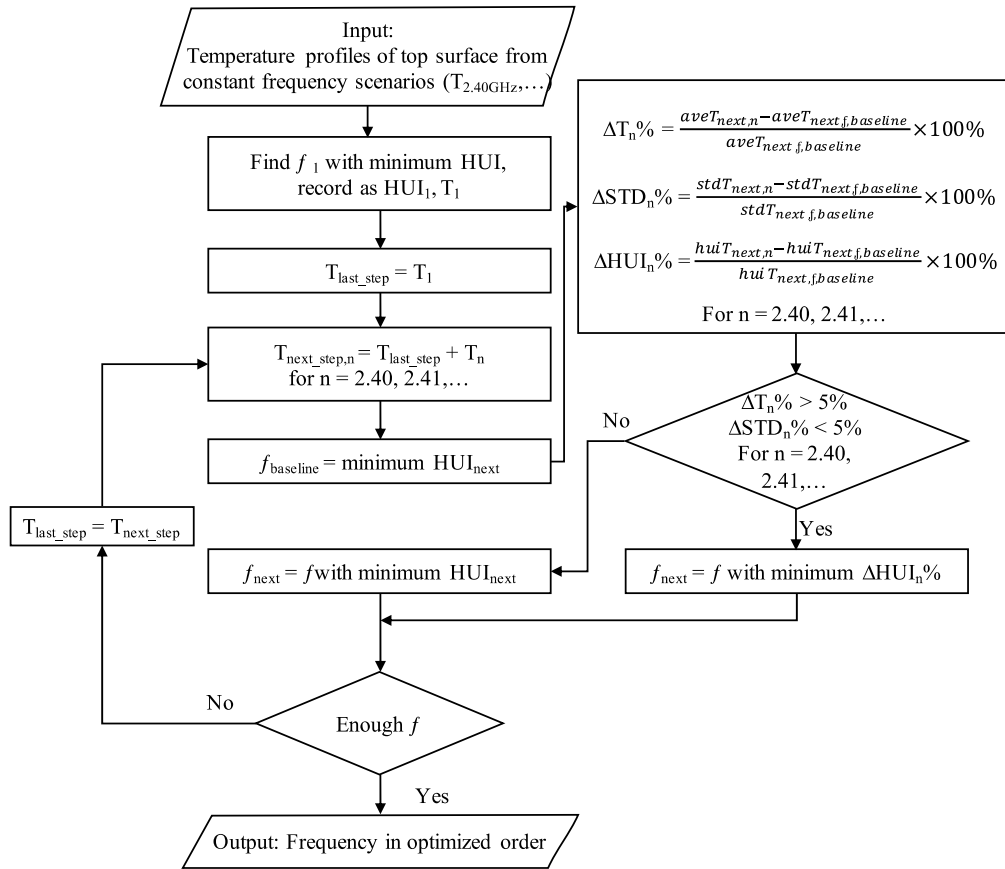 Input:
Temperature profiles of top surface from
constant frequency scenarios (T2.40GHz,…)
Find f 1 with minimum HUI,
record as HUI1, T1
Tlast_step = T1
Tnext_step,n = Tlast_step + Tn
for n = 2.40, 2.41,…
fbaseline = minimum HUInext
ΔTn% = (aveTnext,n−aveTnext,f,baseline)/(aveTnext,f,baseline) ×100%
ΔSTDn% = (stdTnext,n−stdTnext,f,baseline)/(stdTnext,f,baseline) ×100%
ΔHUIn% = (huiTnext,n−huiTnext,f,baseline)/(hui Tnext,f,baseline) ×100%
For n = 2.40, 2.41,…
ΔTn% > 5%
ΔSTDn% < 5%
For n = 2.40,
2.41,…
No
Yes
Tlast_step = Tnext_step
fnext = f with minimum HUInext
fnext = f with minimum ΔHUIn%
No
Enough f
Yes
Output: Frequency in optimized order